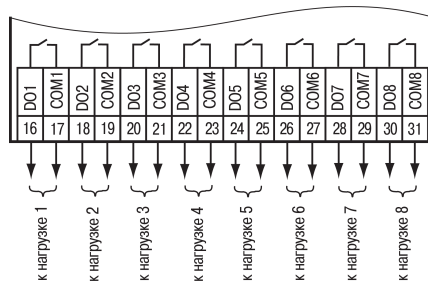 DO1 COM1 DO2 COM2 DO3 COM3 DO4 COM4 DO5 COM5 DO6 COM6 DO7 COM7 DO8 COM8
16 17 18 19 20 21 22 23 24 25 26 27 28 29 30 31
к нагрузке 1
к нагрузке 2
к нагрузке 3
к нагрузке 4
к нагрузке 5
к нагрузке 6
к нагрузке 7
к нагрузке 8